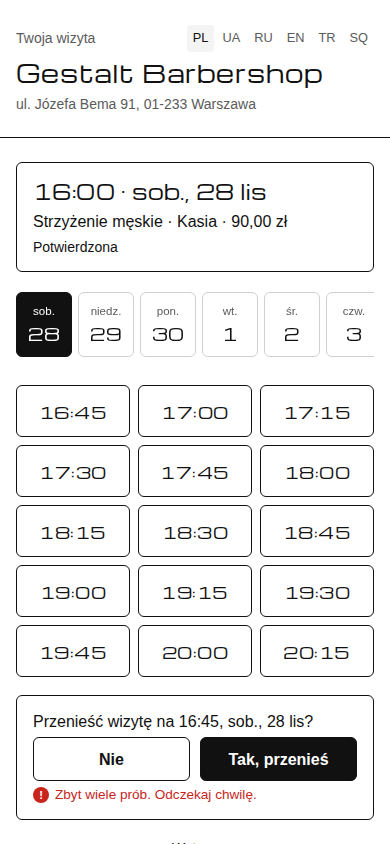 Twoja wizyta
PL UA RU EN TR SQ
Gestalt Barbershop
ul. Józefa Bema 91, 01-233 Warszawa
16:00 · sob., 28 lis
Strzyżenie męskie · Kasia · 90,00 zł
Potwierdzona
sob. niedz. pon. wt. śr. czw.
28 29 30 1 2 3
16:45 17:00 17:15
17:30 17:45 18:00
18:15 18:30 18:45
19:00 19:15 19:30
19:45 20:00 20:15
Przenieść wizytę na 16:45, sob., 28 lis?
Nie Tak, przenieś
Zbyt wiele prób. Odczekaj chwilę.